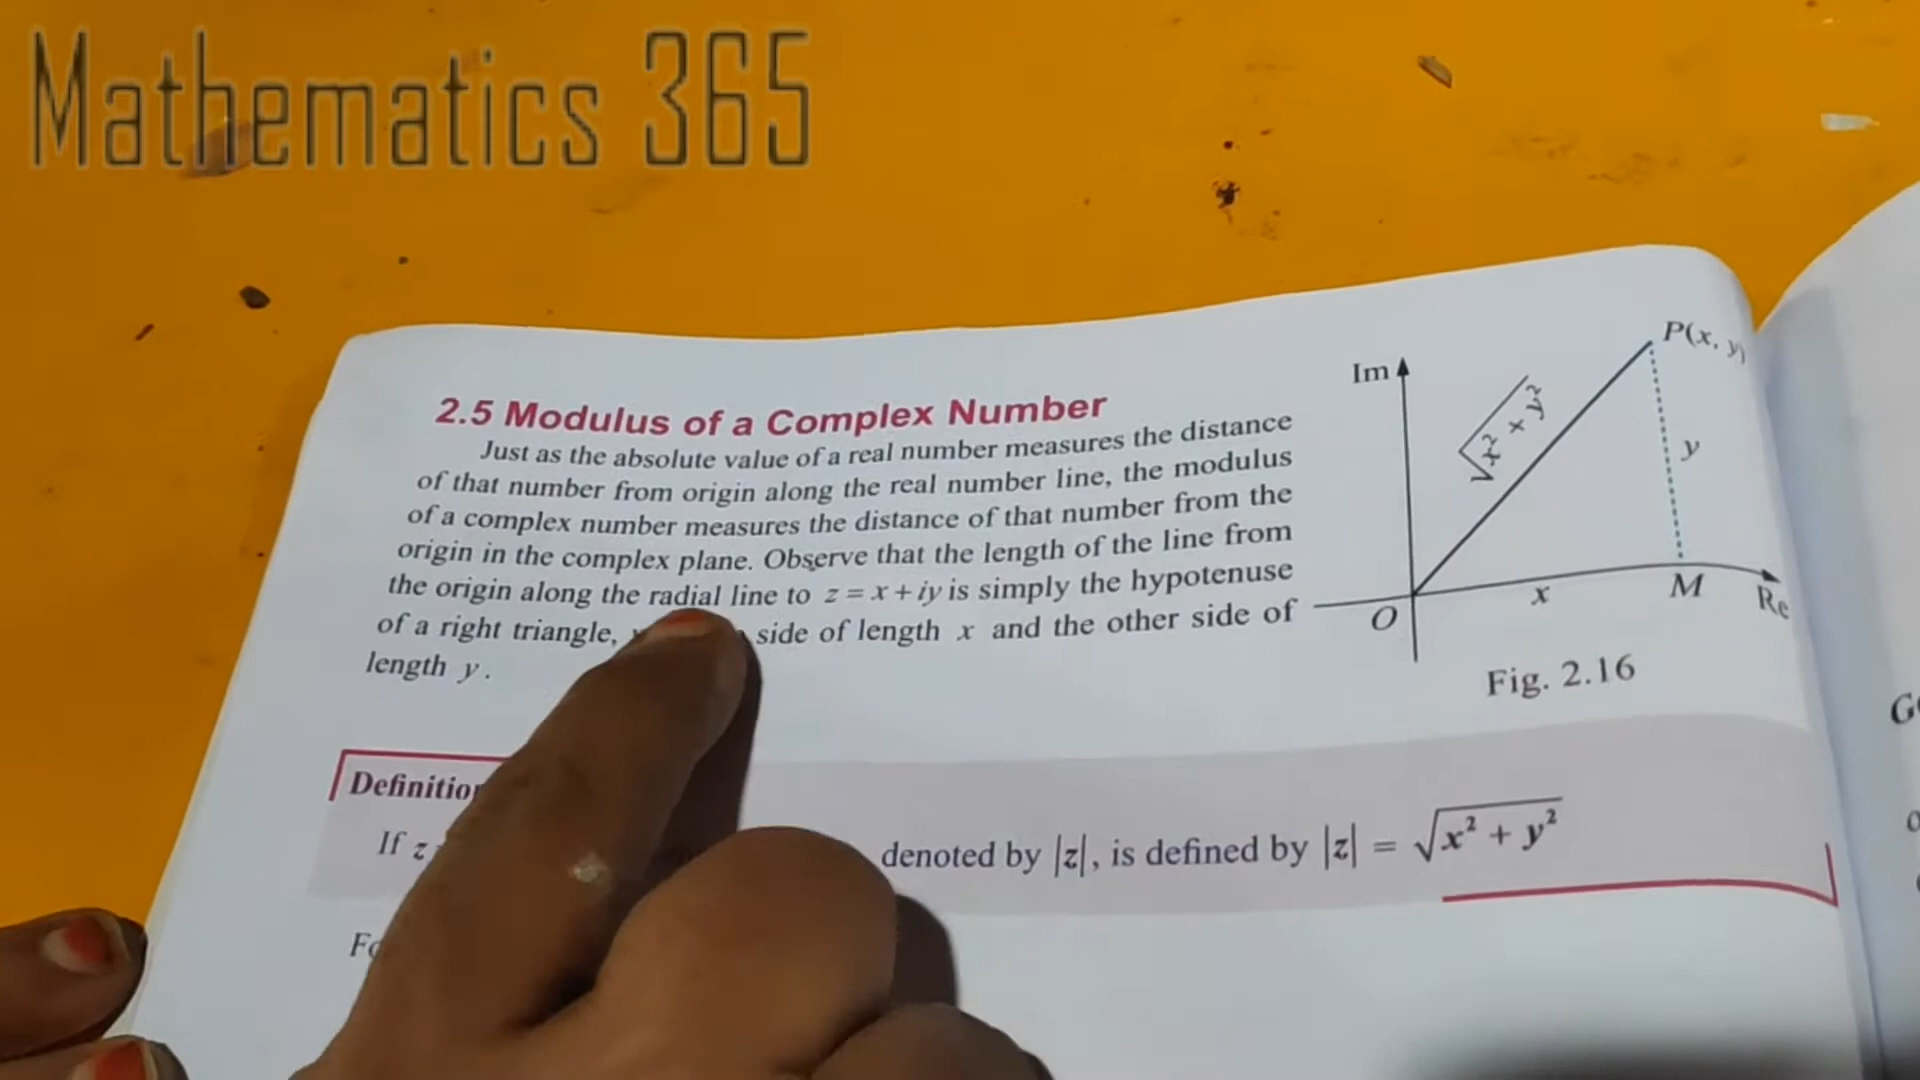 Mathematics 365
2.5 Modulus of a Complex Number
Just as the absolute value of a real number measures the distance
of that number from origin along the real number line, the modulus
of a complex number measures the distance of that number from the
origin in the complex plane. Observe that the length of the line from
the origin along the radial line to z = x + iy is simply the hypotenuse
of a right triangle, side of length x and the other side of
length y.
Im
P(x, y)
√x² + y²
y
x
O
M
Re
Fig. 2.16
Definition
If z denoted by |z|, is defined by |z| = √x² + y²